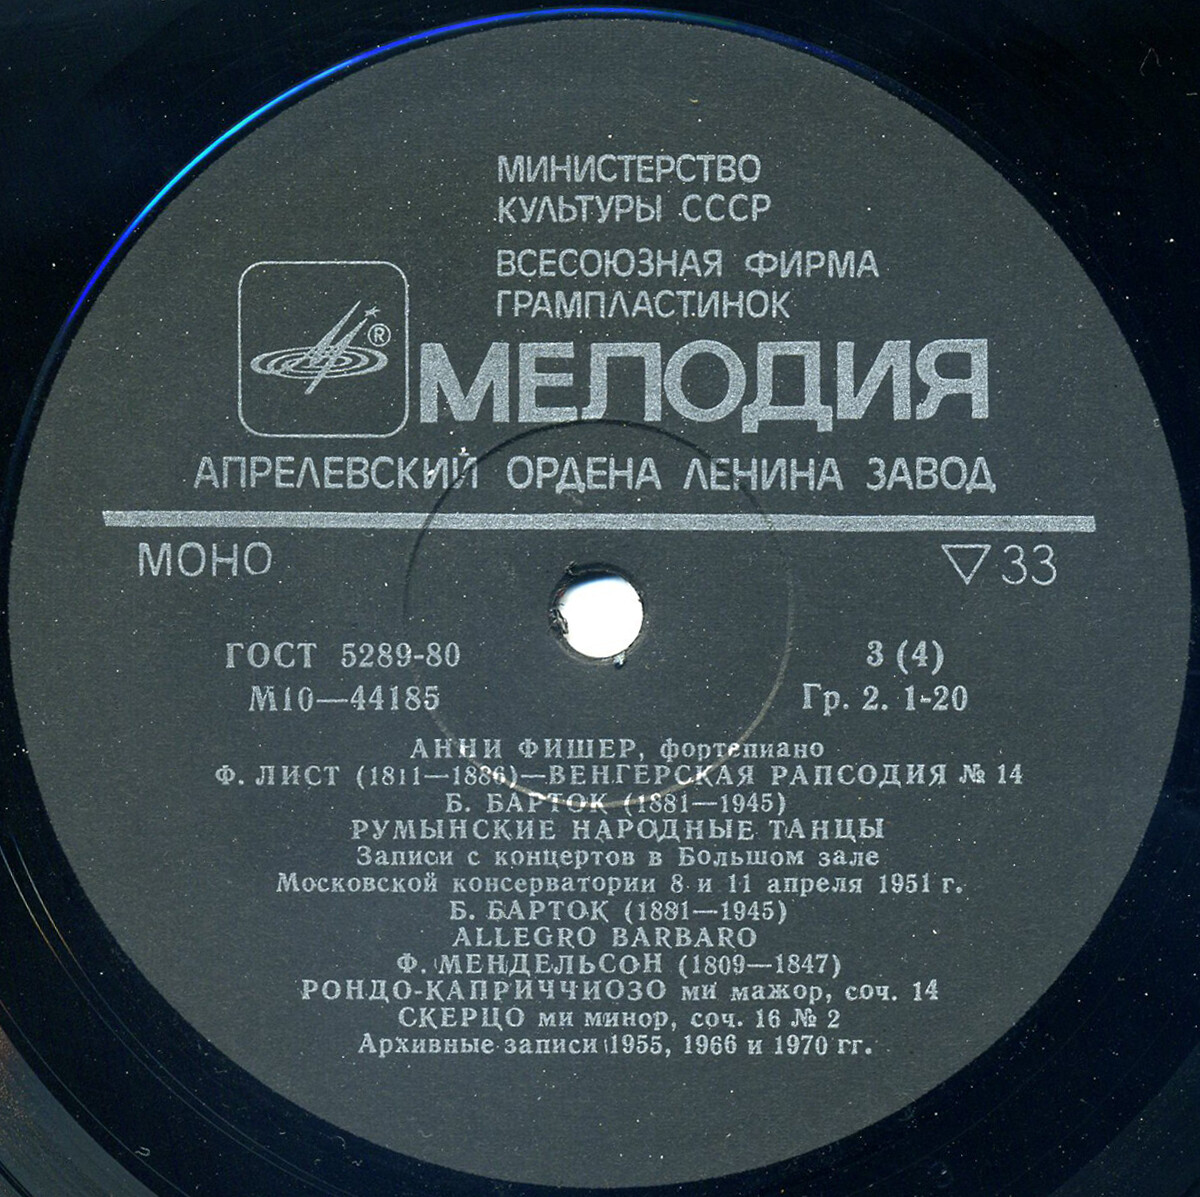 МИНИСТЕРСТВО
КУЛЬТУРЫ СССР
ВСЕСОЮЗНАЯ ФИРМА
ГРАМПЛАСТИНОК
®
МЕЛОДИЯ
АПРЕЛЕВСКИЙ ОРДЕНА ЛЕНИНА ЗАВОД
МОНО ▽33
ГОСТ 5289-80 3 (4)
М10—44185 Гр. 2. 1-20
АННИ ФИШЕР, фортепиано
Ф. ЛИСТ (1811—1886)—ВЕНГЕРСКАЯ РАПСОДИЯ № 14
Б. БАРТОК (1881—1945)
РУМЫНСКИЕ НАРОДНЫЕ ТАНЦЫ
Записи с концертов в Большом зале
Московской консерватории 8 и 11 апреля 1951 г.
Б. БАРТОК (1881—1945)
ALLEGRO BARBARO
Ф. МЕНДЕЛЬСОН (1809—1847)
РОНДО-КАПРИЧЧИОЗО ми мажор, соч. 14
СКЕРЦО ми минор, соч. 16 № 2
Архивные записи 1955, 1966 и 1970 гг.